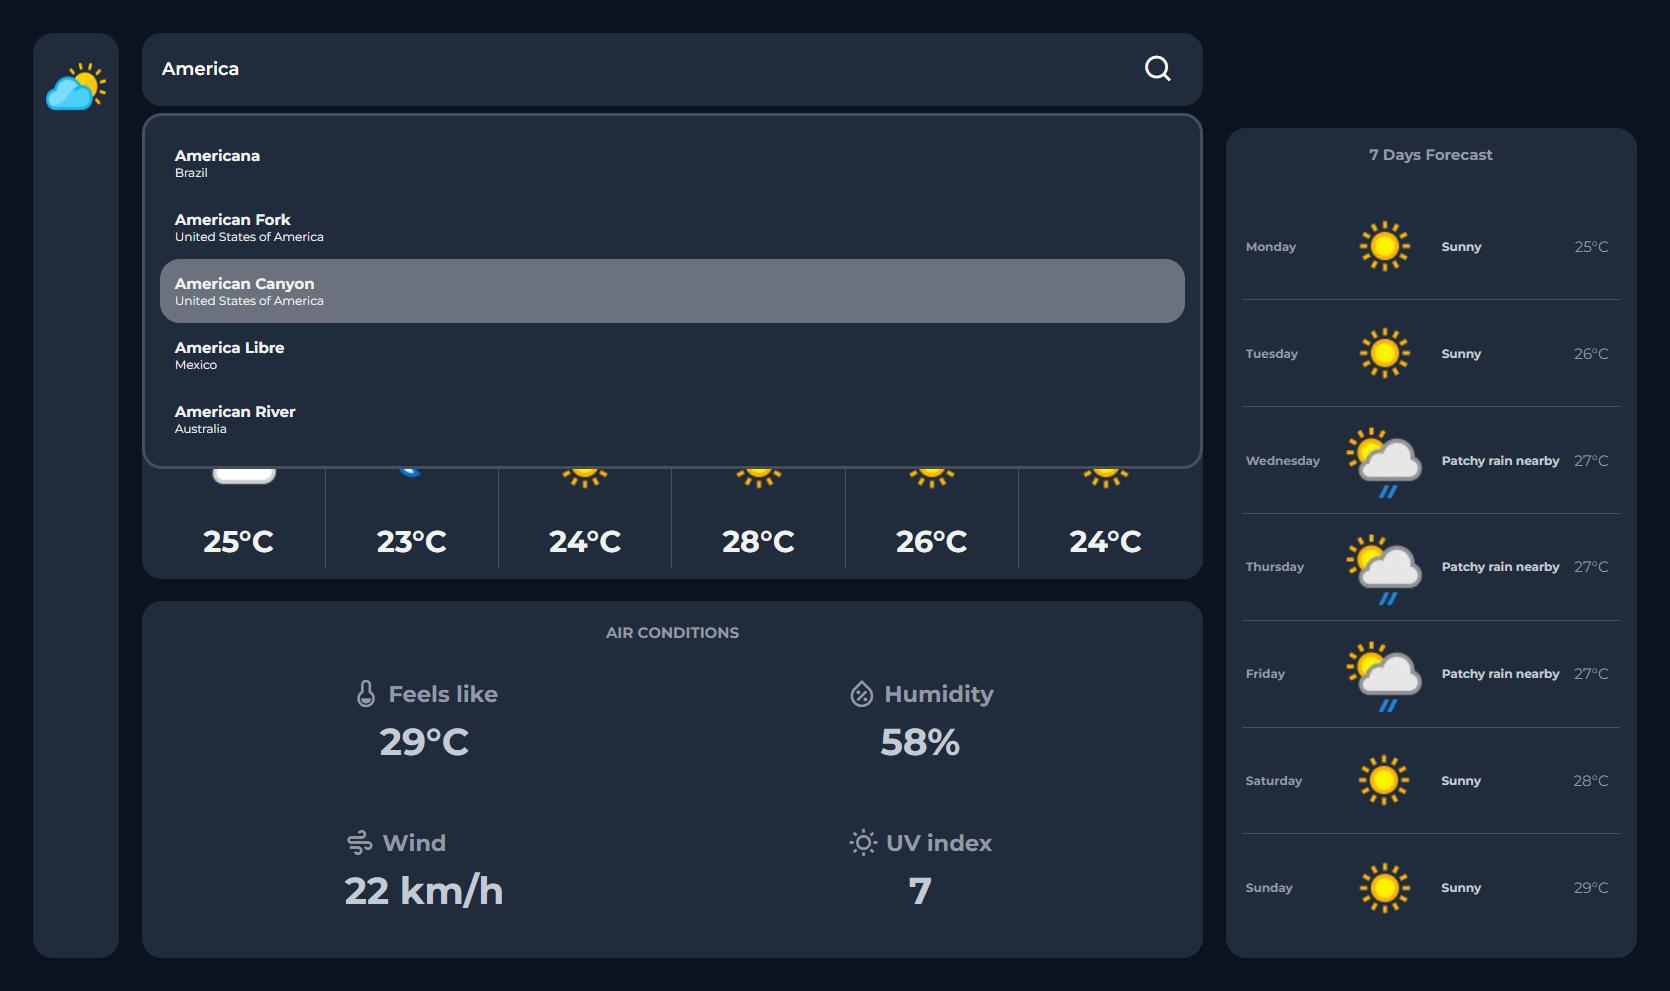 America
Americana
Brazil
American Fork
United States of America
American Canyon
United States of America
America Libre
Mexico
American River
Australia
25°C 23°C 24°C 28°C 26°C 24°C
AIR CONDITIONS
Feels like
29°C
Humidity
58%
Wind
22 km/h
UV index
7
7 Days Forecast
Monday Sunny 25°C
Tuesday Sunny 26°C
Wednesday Patchy rain nearby 27°C
Thursday Patchy rain nearby 27°C
Friday Patchy rain nearby 27°C
Saturday Sunny 28°C
Sunday Sunny 29°C